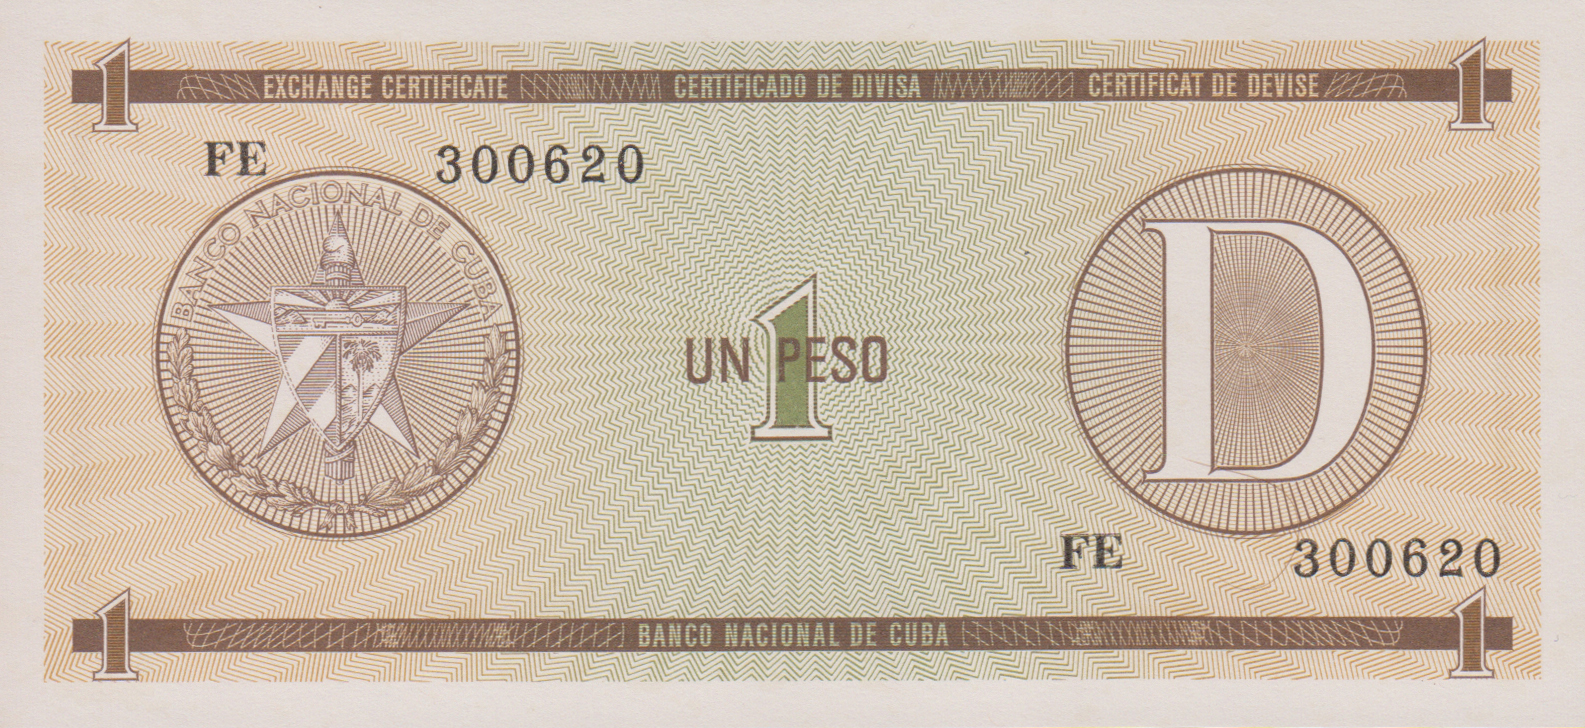 1 1
EXCHANGE CERTIFICATE CERTIFICADO DE DIVISA CERTIFICAT DE DEVISE
FE 300620
BANCO NACIONAL DE CUBA
D
1
UN PESO
FE 300620
1 1
BANCO NACIONAL DE CUBA